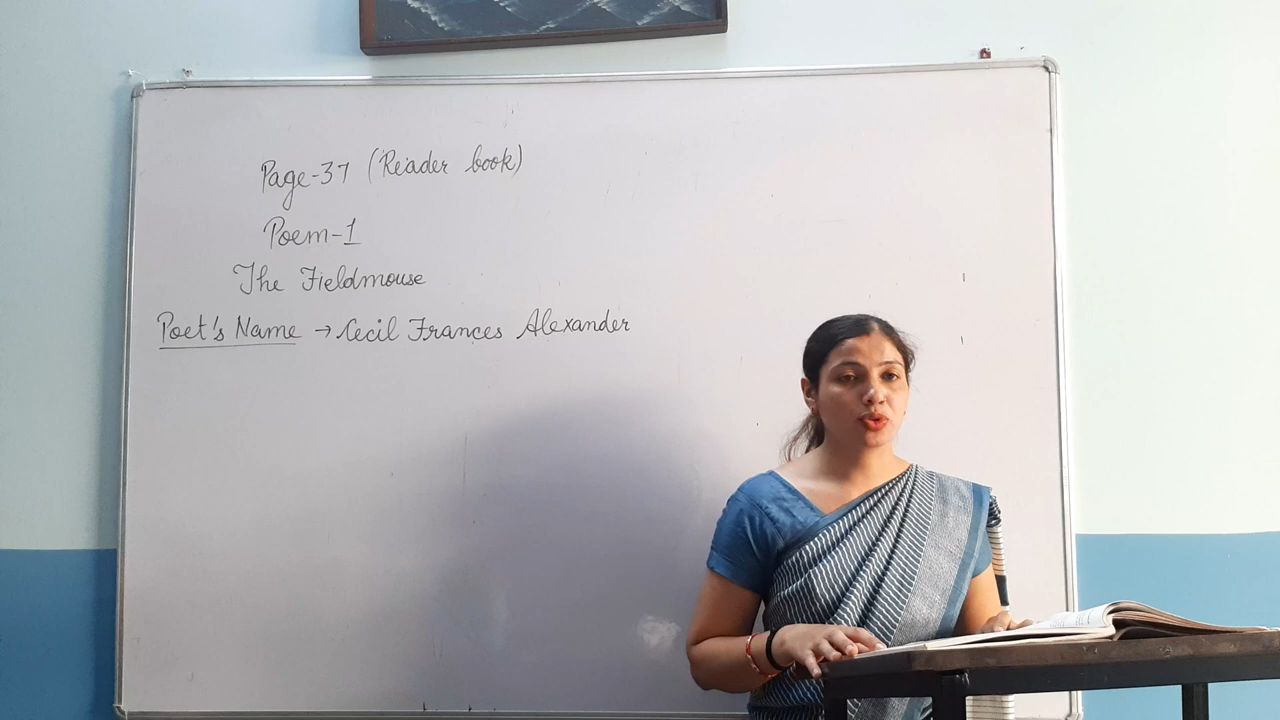 Page-37 (Reader book)
Poem-1
The Fieldmouse
Poet's Name → Cecil Frances Alexander